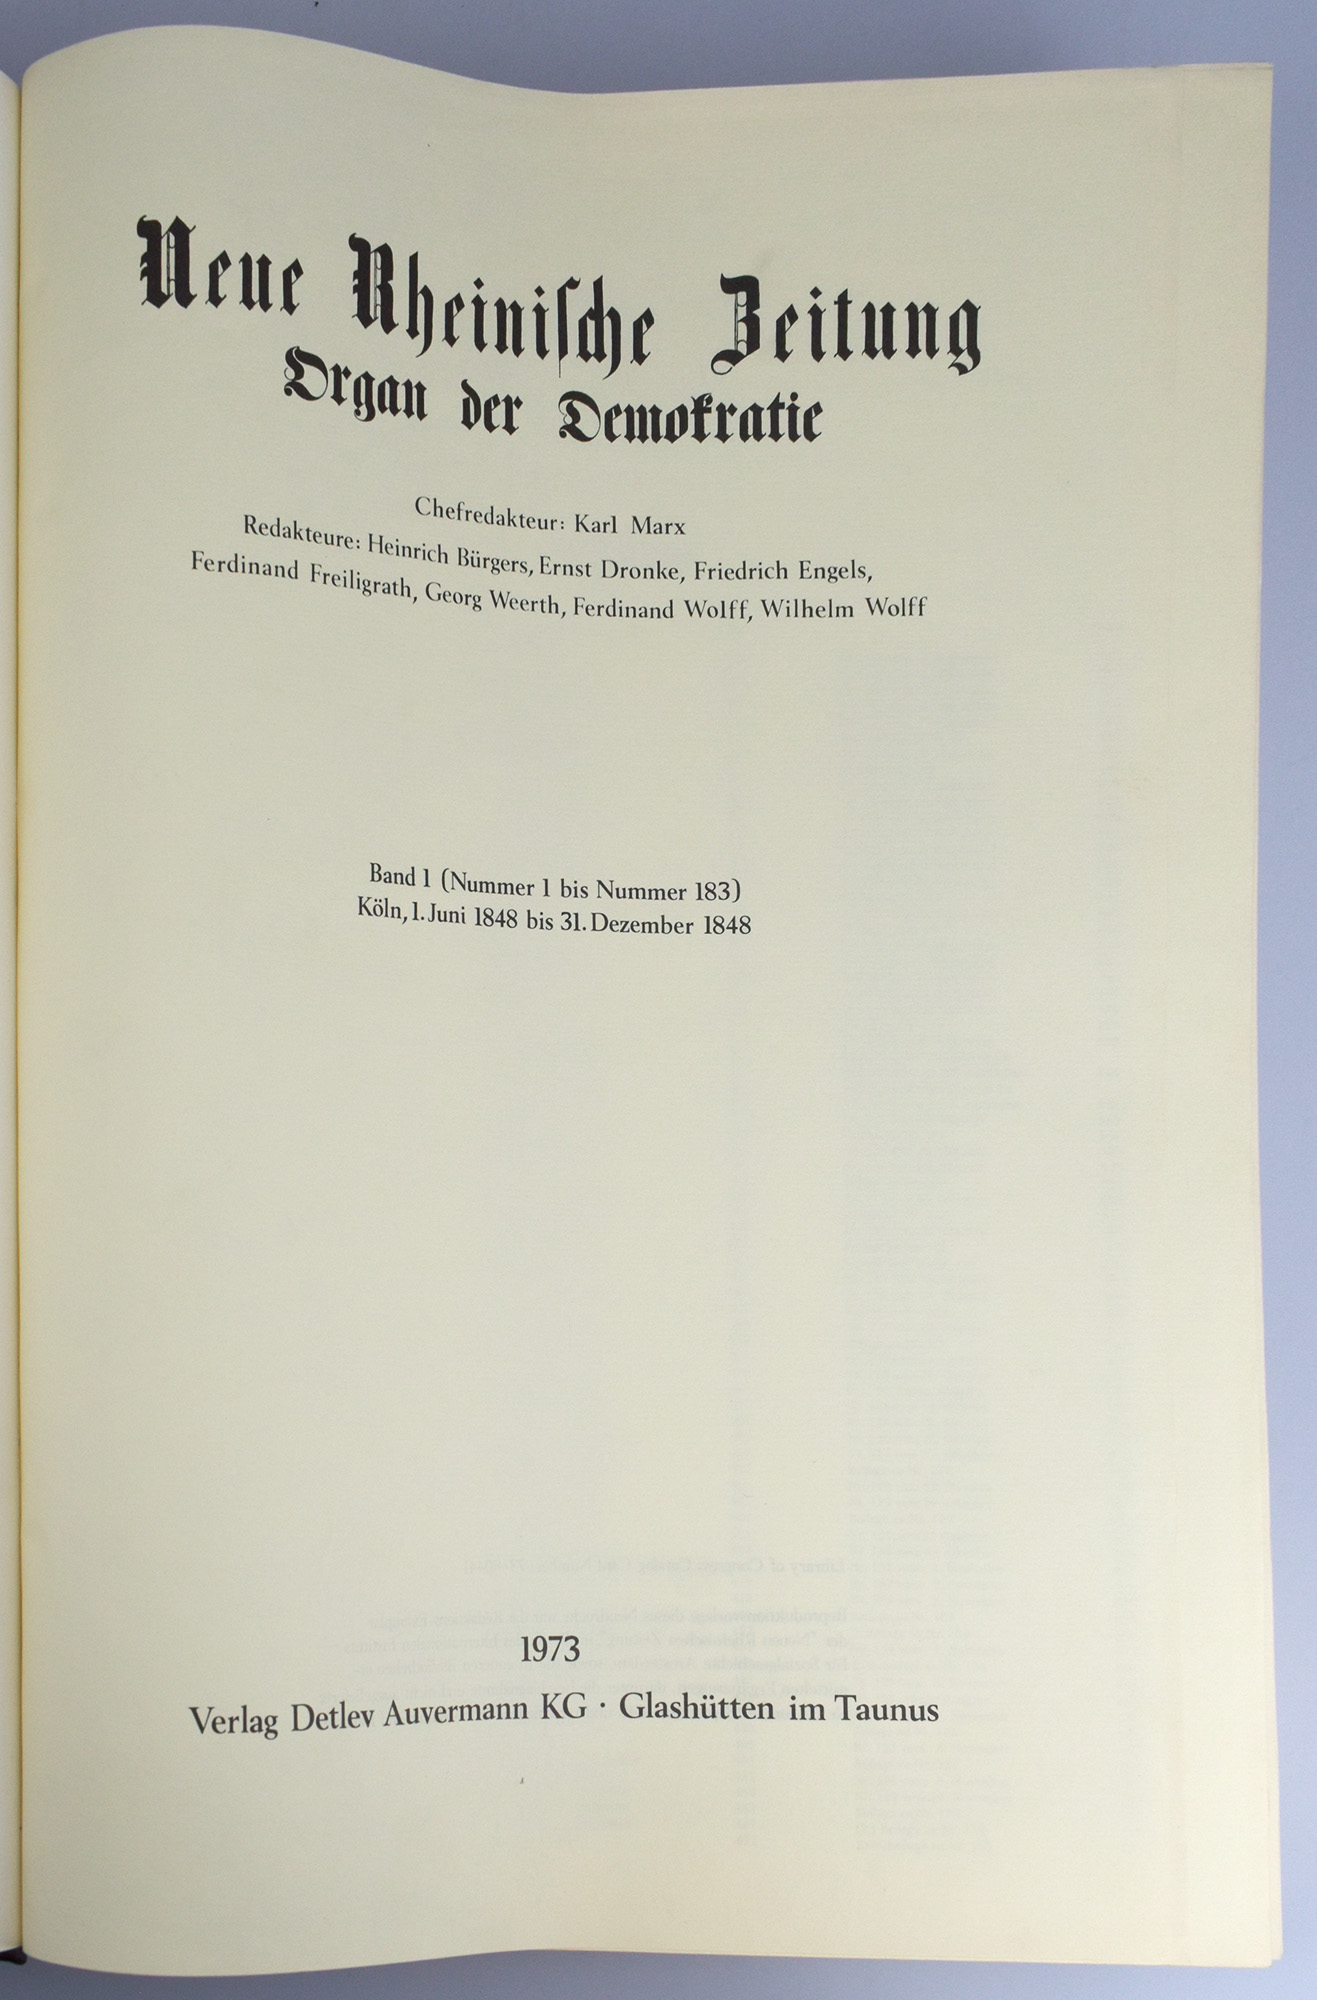 Neue Rheinische Zeitung
Organ der Demokratie
Chefredakteur: Karl Marx
Redakteure: Heinrich Bürgers, Ernst Dronke, Friedrich Engels,
Ferdinand Freiligrath, Georg Weerth, Ferdinand Wolff, Wilhelm Wolff
Band 1 (Nummer 1 bis Nummer 183)
Köln, 1. Juni 1848 bis 31. Dezember 1848
1973
Verlag Detlev Auvermann KG · Glashütten im Taunus